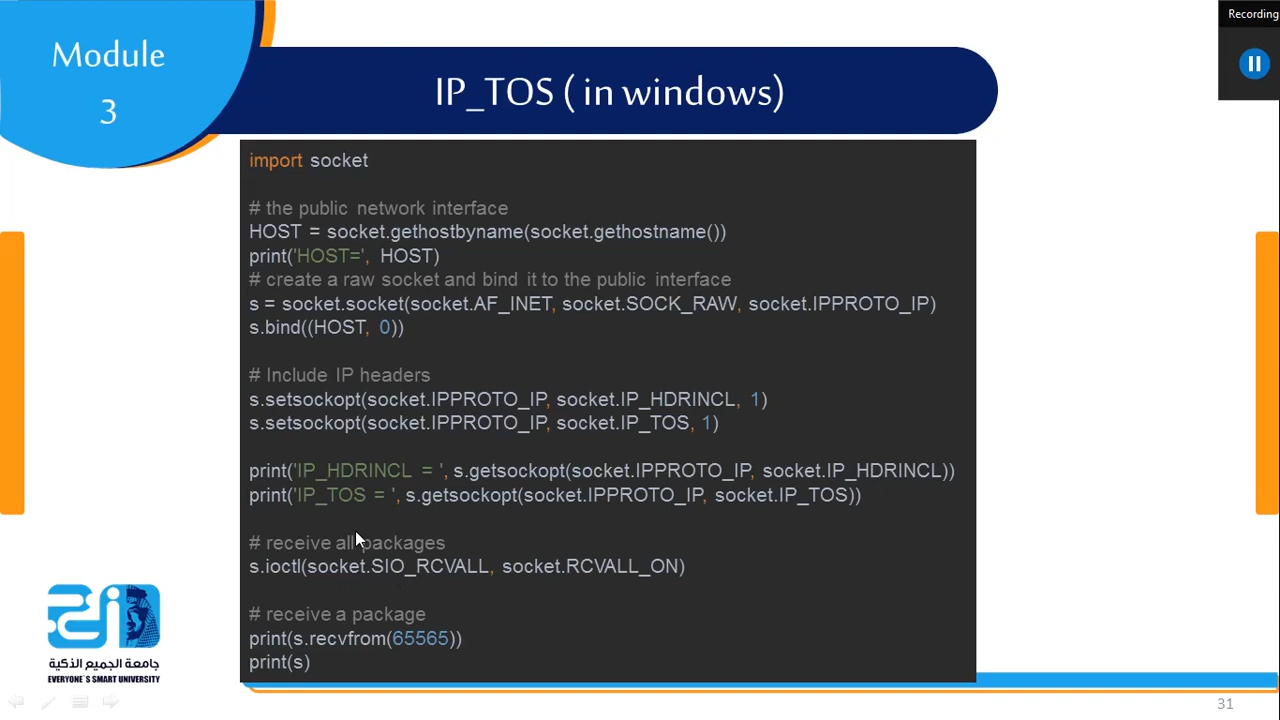 Recording
Module
3
IP_TOS ( in windows)
import socket
# the public network interface
HOST = socket.gethostbyname(socket.gethostname())
print('HOST=', HOST)
# create a raw socket and bind it to the public interface
s = socket.socket(socket.AF_INET, socket.SOCK_RAW, socket.IPPROTO_IP)
s.bind((HOST, 0))
# Include IP headers
s.setsockopt(socket.IPPROTO_IP, socket.IP_HDRINCL, 1)
s.setsockopt(socket.IPPROTO_IP, socket.IP_TOS, 1)
print('IP_HDRINCL = ', s.getsockopt(socket.IPPROTO_IP, socket.IP_HDRINCL))
print('IP_TOS = ', s.getsockopt(socket.IPPROTO_IP, socket.IP_TOS))
# receive all packages
s.ioctl(socket.SIO_RCVALL, socket.RCVALL_ON)
# receive a package
print(s.recvfrom(65565))
print(s)
جامعة الجميع الذكية
EVERYONE`S SMART UNIVERSITY
31